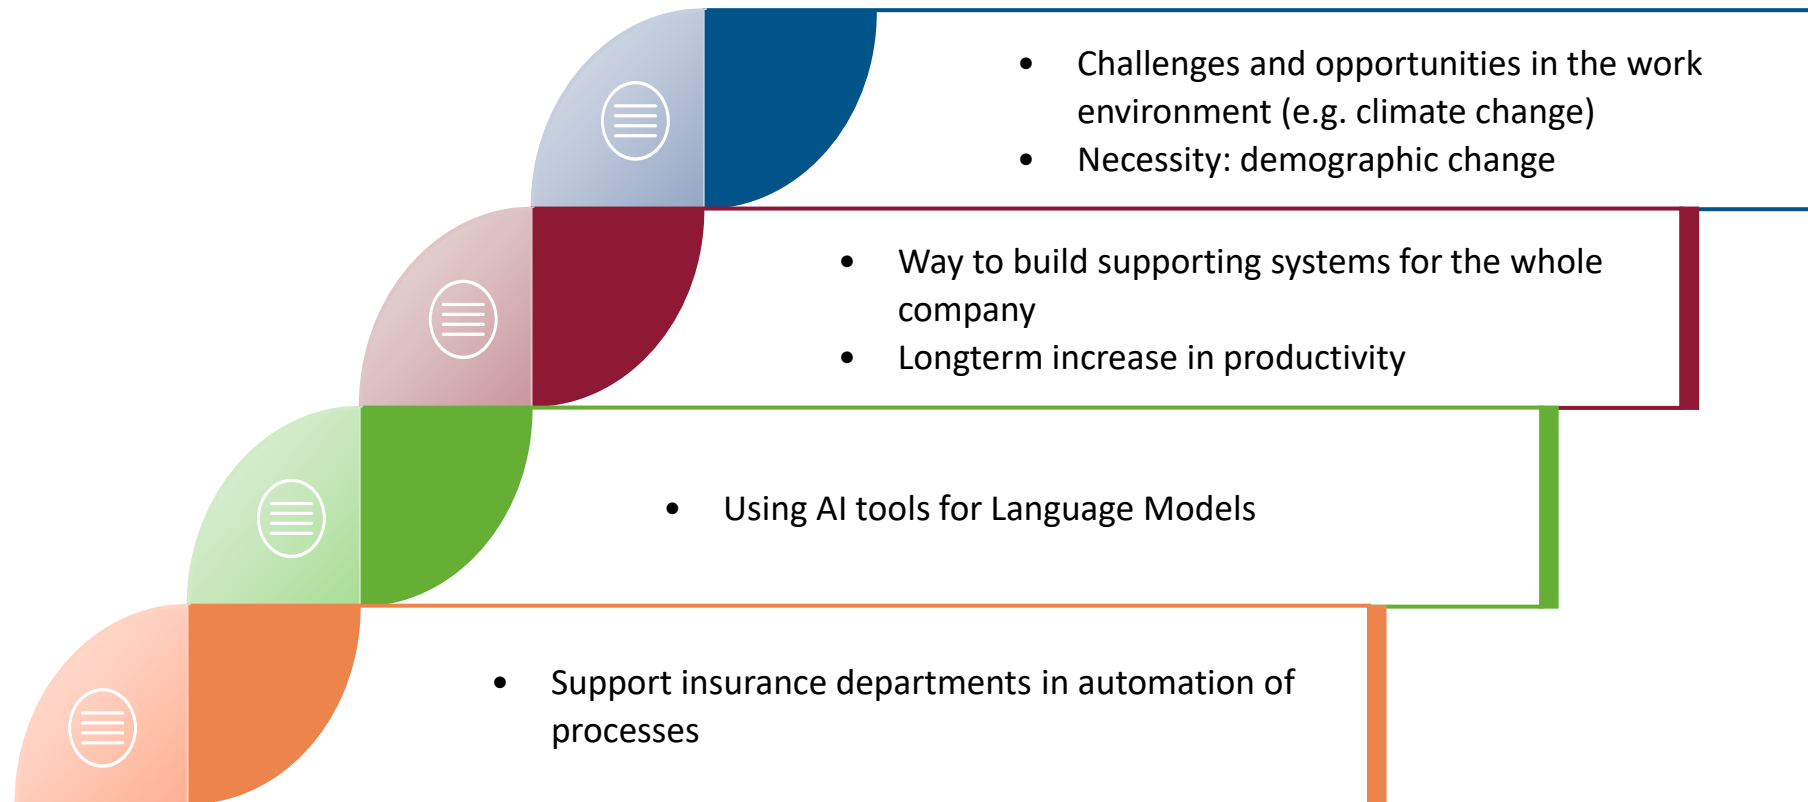 • Challenges and opportunities in the work
environment (e.g. climate change)
• Necessity: demographic change
• Way to build supporting systems for the whole
company
• Longterm increase in productivity
• Using AI tools for Language Models
• Support insurance departments in automation of
processes